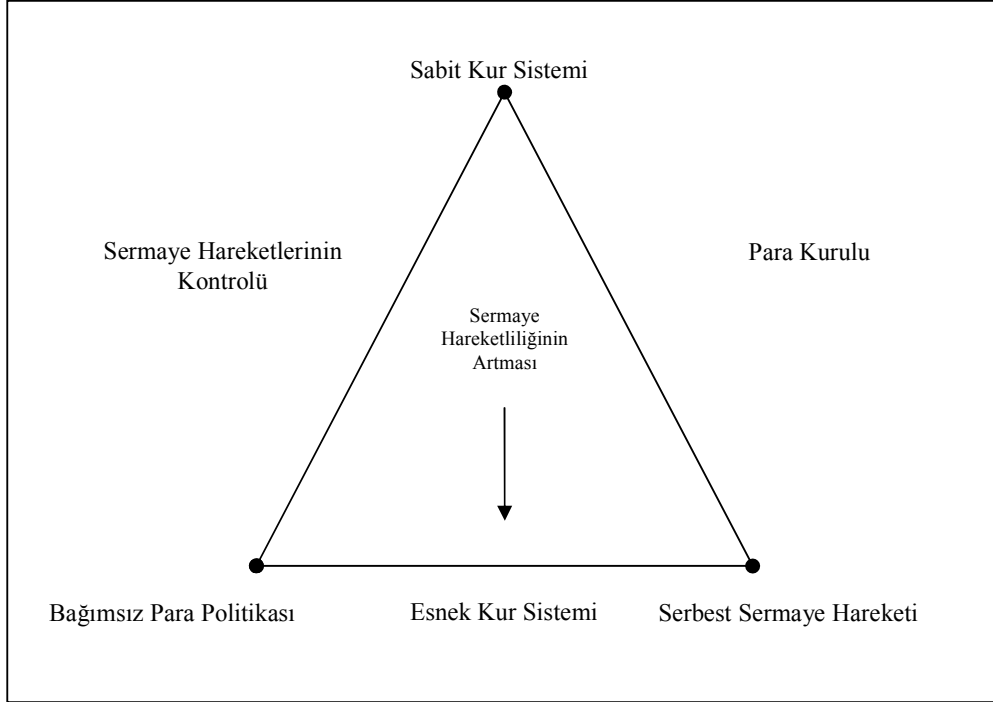 Sabit Kur Sistemi
Sermaye Hareketlerinin
Kontrolü
Para Kurulu
Sermaye
Hareketliliğinin
Artması
Bağımsız Para Politikası
Esnek Kur Sistemi
Serbest Sermaye Hareketi